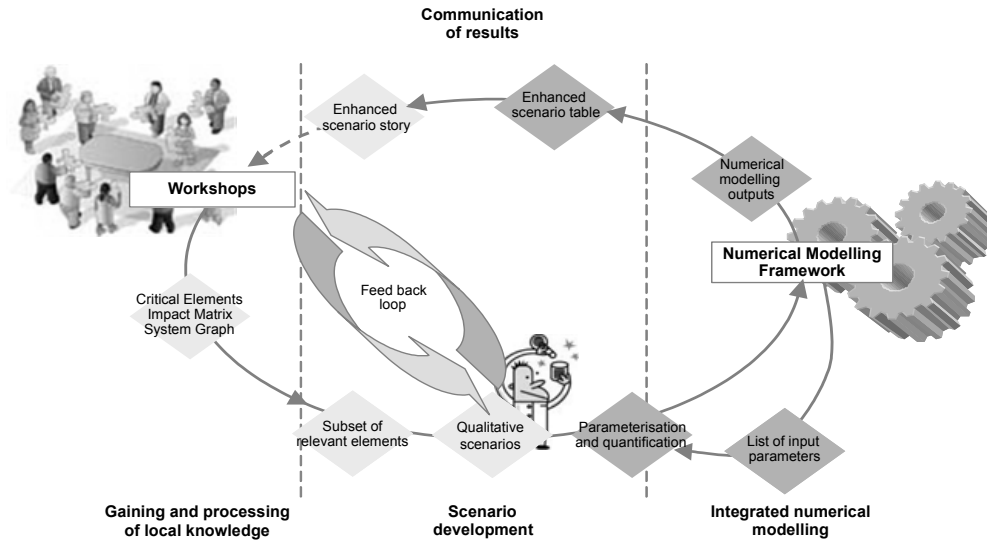 Communication
of results
Enhanced
scenario story
Enhanced
scenario table
Numerical
modelling
outputs
Workshops
Numerical Modelling
Framework
Feed back
loop
Critical Elements
Impact Matrix
System Graph
Subset of
relevant elements
Qualitative
scenarios
Parameterisation
and quantification
List of input
parameters
Gaining and processing
of local knowledge
Scenario
development
Integrated numerical
modelling